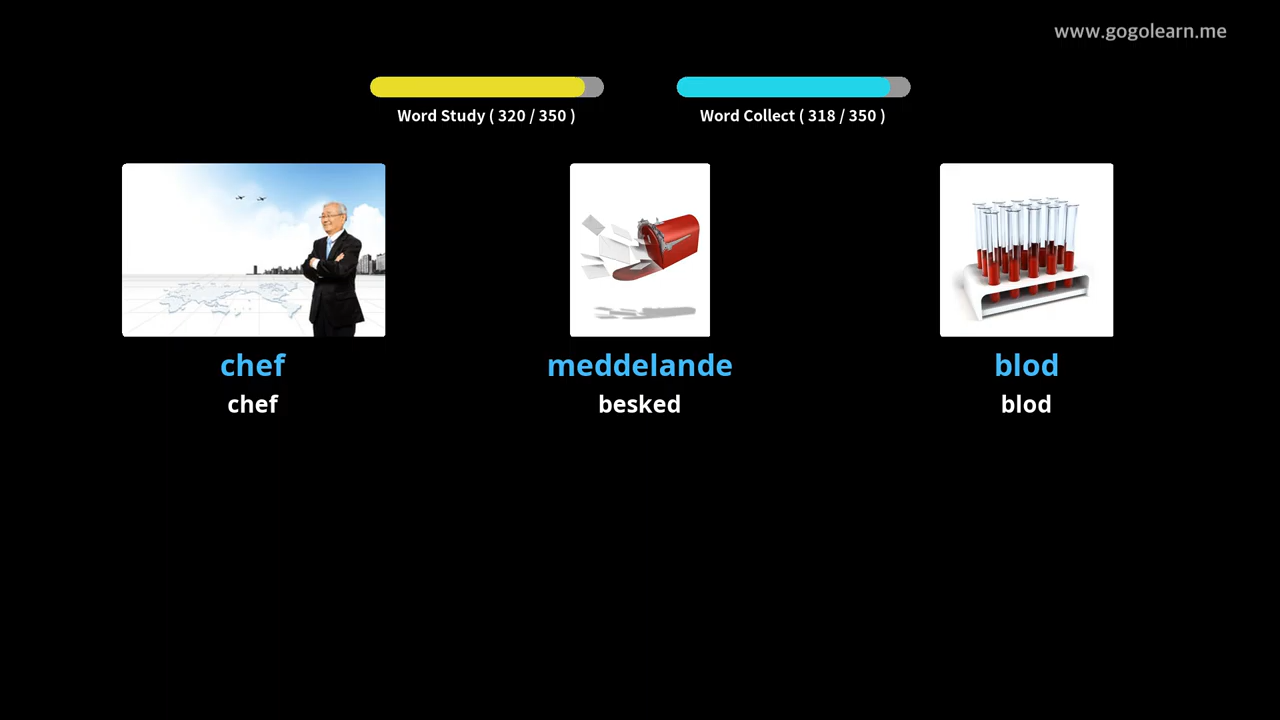 www.gogolearn.me
Word Study ( 320 / 350 )
Word Collect ( 318 / 350 )
chef
meddelande
blod
chef
besked
blod